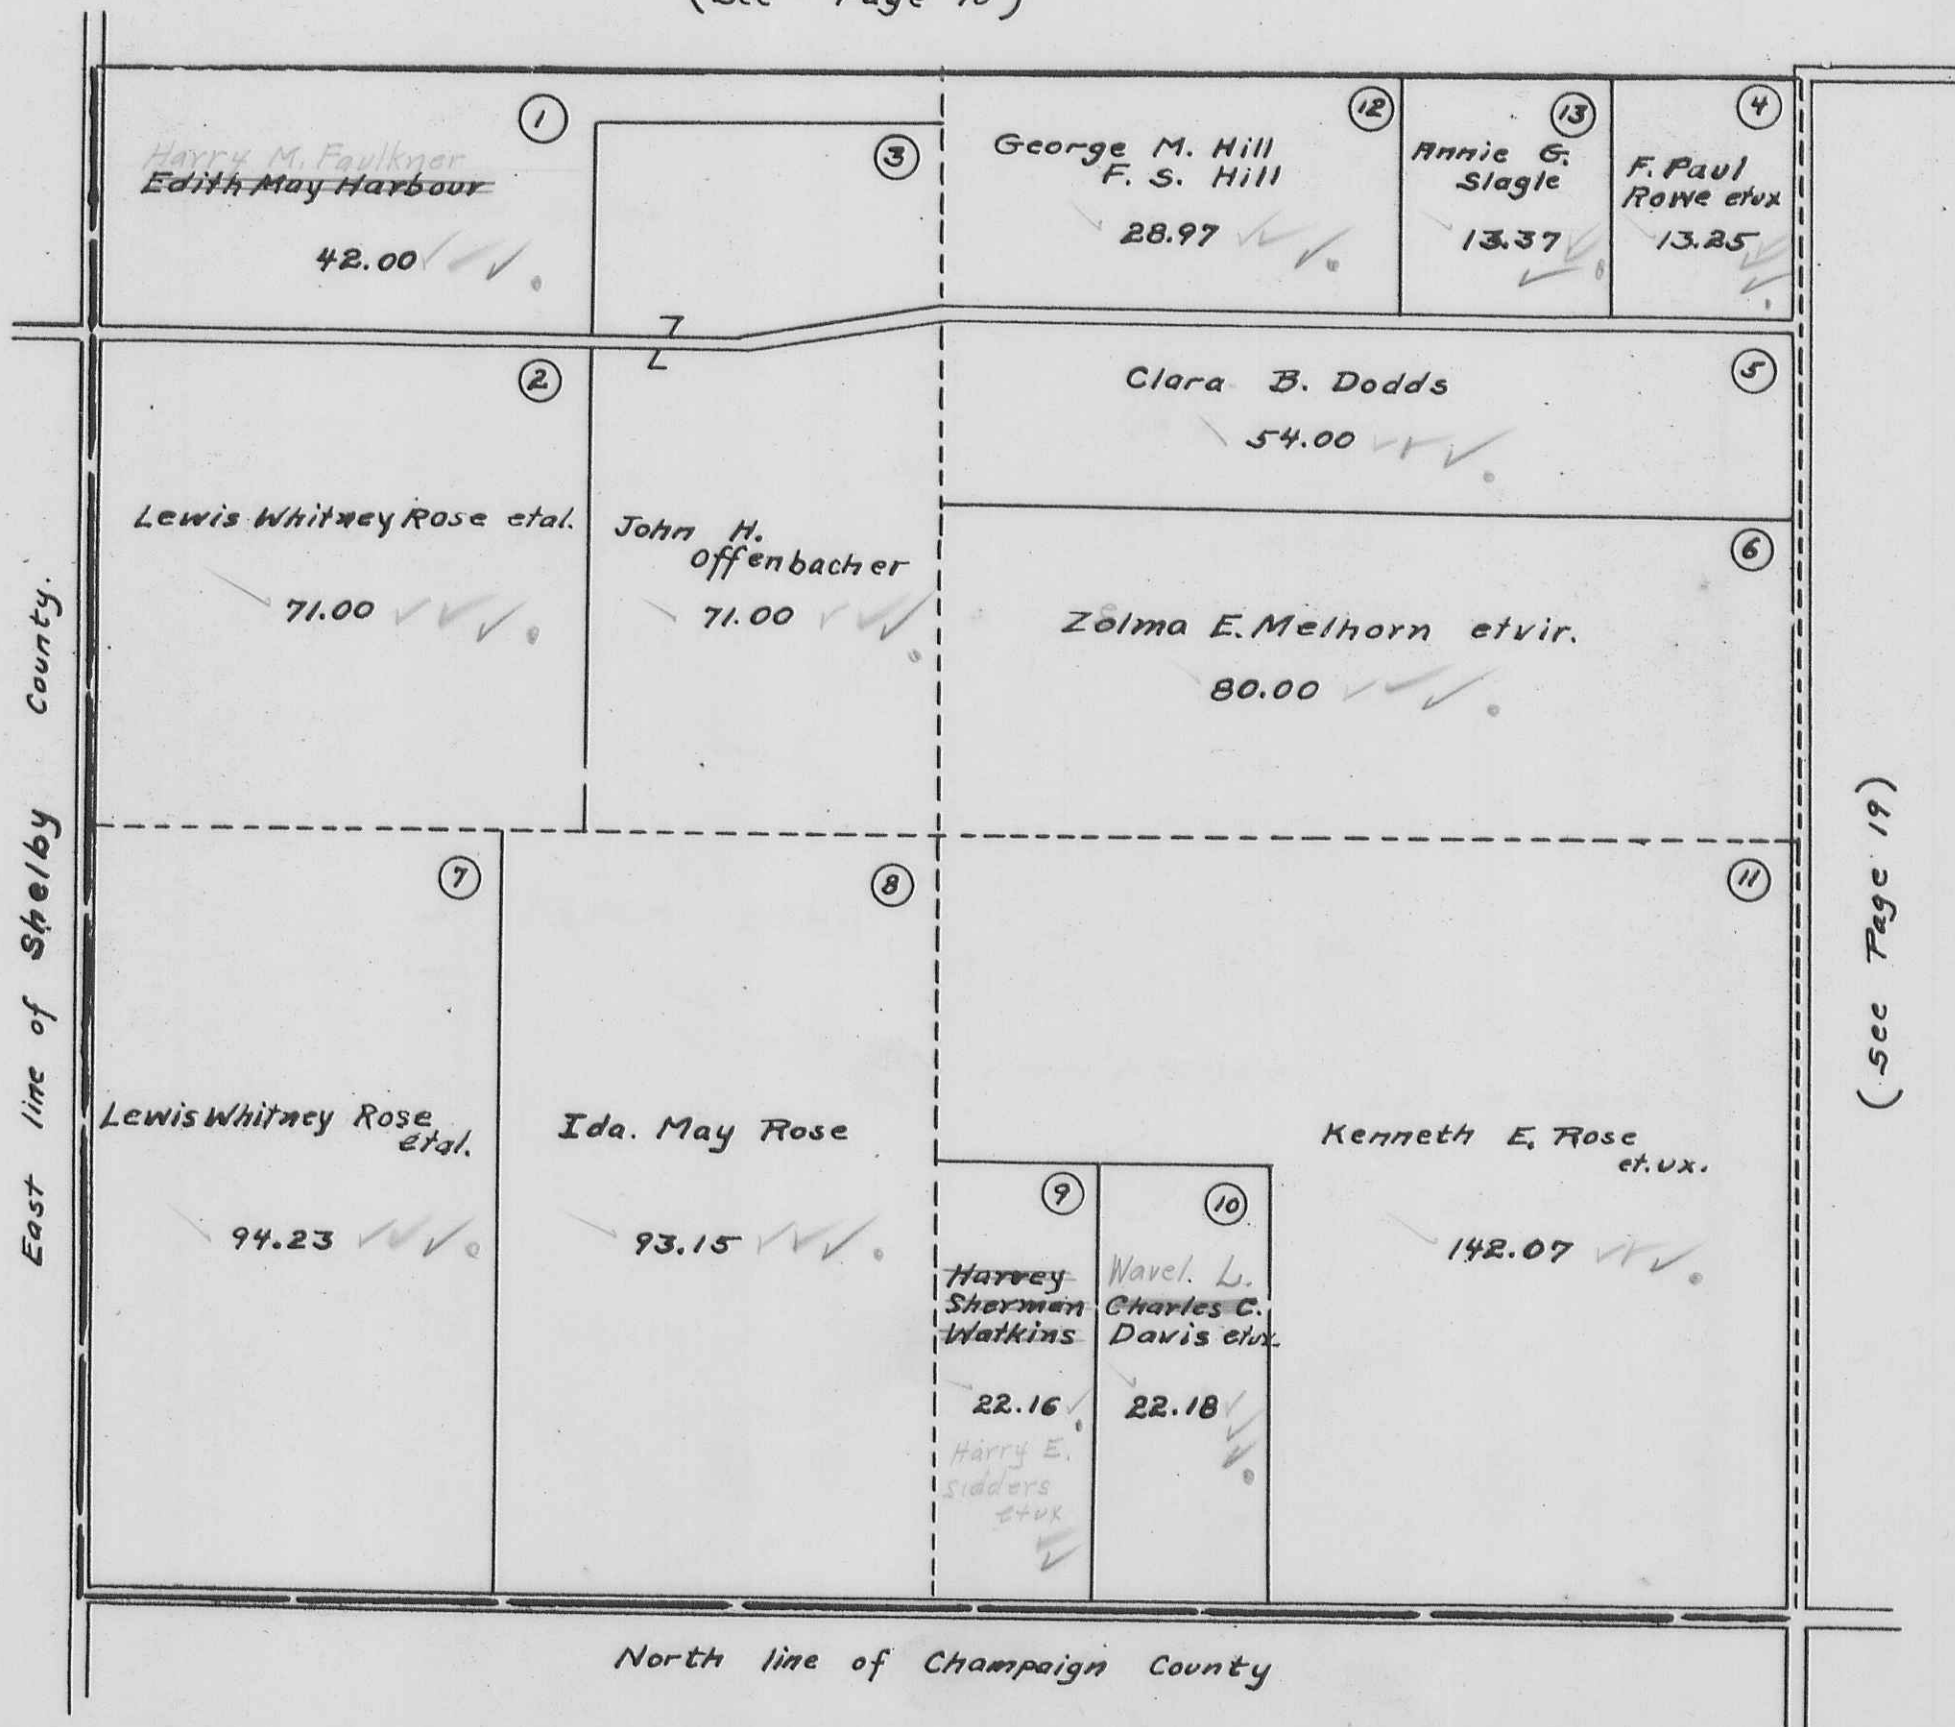 (See Page 18)
1
Harry M. Faulkner
Edith May Harbour
42.00
3
12
George M. Hill
F. S. Hill
28.97
13
Annie G.
Slagle
13.37
4
F. Paul
Rowe etux
13.25
2
Lewis Whitney Rose etal.
71.00
John H.
Offenbacher
71.00
5
Clara B. Dodds
54.00
6
Zolma E. Melhorn etvir.
80.00
7
Lewis Whitney Rose
etal.
94.23
8
Ida. May Rose
93.15
9
Harvey
Sherman
Watkins
22.16
Harry E.
Sidders
etux
10
Wavel. L.
Charles C.
Davis etux.
22.18
11
Kenneth E. Rose
et.ux.
142.07
East line of Shelby County.
(See Page 19)
North line of Champaign County